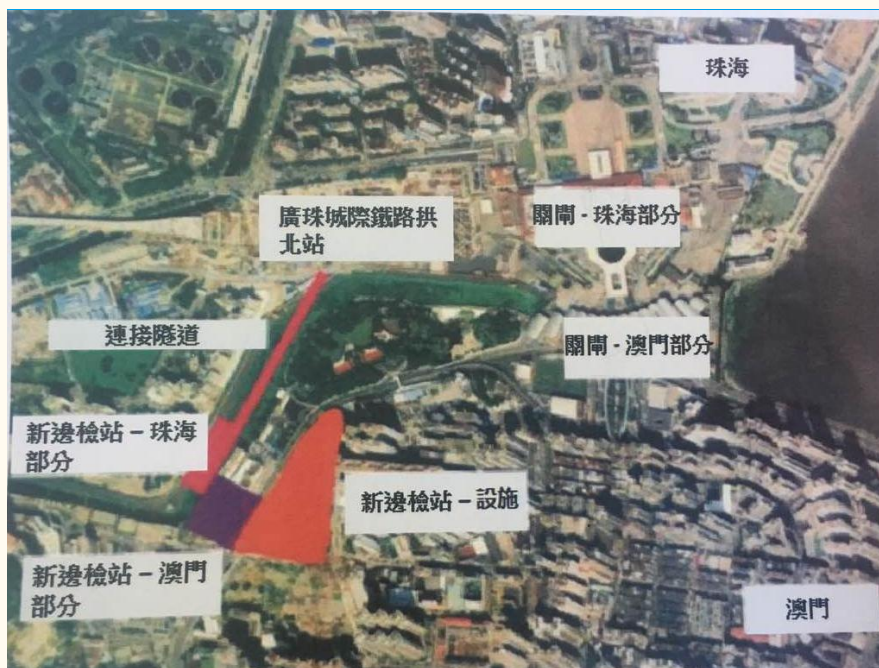 珠海
廣珠城際鐵路拱
北站
關閘 - 珠海部分
連接隧道
關閘 - 澳門部分
新邊檢站 – 珠海
部分
新邊檢站 – 設施
新邊檢站 – 澳門
部分
澳門